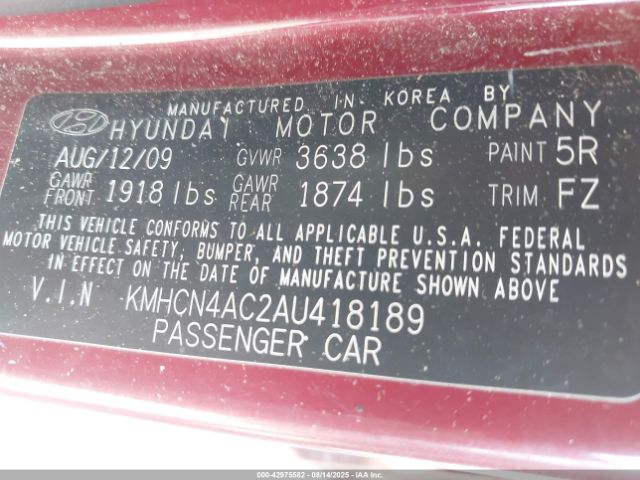 MANUFACTURED IN KOREA BY
HYUNDAI MOTOR COMPANY
AUG/12/09 GVWR 3638 lbs PAINT 5R
GAWR FRONT 1918 lbs GAWR REAR 1874 lbs TRIM FZ
THIS VEHICLE CONFORMS TO ALL APPLICABLE U.S.A. FEDERAL
MOTOR VEHICLE SAFETY, BUMPER, AND THEFT PREVENTION STANDARDS
IN EFFECT ON THE DATE OF MANUFACTURE SHOWN ABOVE
V.I.N KMHCN4AC2AU418189
PASSENGER CAR
000-42975582 - 08/14/2025 - IAA.com